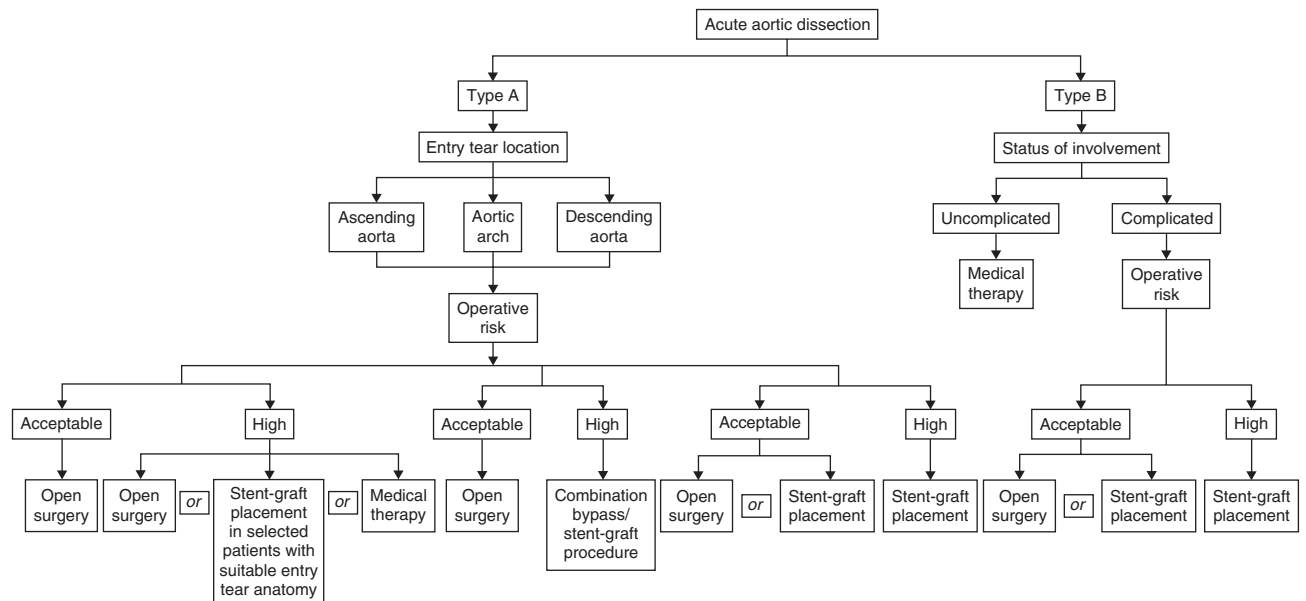 Acute aortic dissection
Type A
Type B
Entry tear location
Status of involvement
Ascending
aorta
Aortic
arch
Descending
aorta
Uncomplicated
Complicated
Medical
therapy
Operative
risk
Operative
risk
Acceptable
High
Acceptable
High
Acceptable
High
Acceptable
High
Open
surgery
Open
surgery
or
Stent-graft
placement
in selected
patients with
suitable entry
tear anatomy
or
Medical
therapy
Open
surgery
Combination
bypass/
stent-graft
procedure
Open
surgery
or
Stent-graft
placement
Stent-graft
placement
Open
surgery
or
Stent-graft
placement
Stent-graft
placement